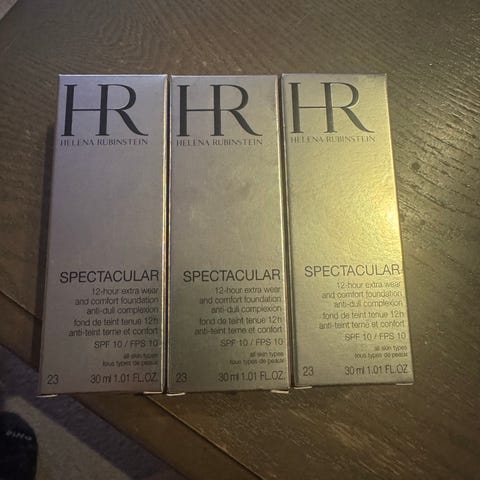 HR
HELENA RUBINSTEIN
SPECTACULAR
12-hour extra wear
and comfort foundation
anti-dull complexion
fond de teint tenue 12h
anti-teint terne et confort
SPF 10 / FPS 10
all skin types
tous types de peaux
23 30 ml 1.01 FL.OZ.
HR
HELENA RUBINSTEIN
SPECTACULAR
12-hour extra wear
and comfort foundation
anti-dull complexion
fond de teint tenue 12h
anti-teint terne et confort
SPF 10 / FPS 10
all skin types
tous types de peaux
23 30 ml 1.01 FL.OZ.
HR
HELENA RUBINSTEIN
SPECTACULAR
12-hour extra wear
and comfort foundation
anti-dull complexion
fond de teint tenue 12h
anti-teint terne et confort
SPF 10 / FPS 10
all skin types
tous types de peaux
23 30 ml 1.01 FL.OZ.